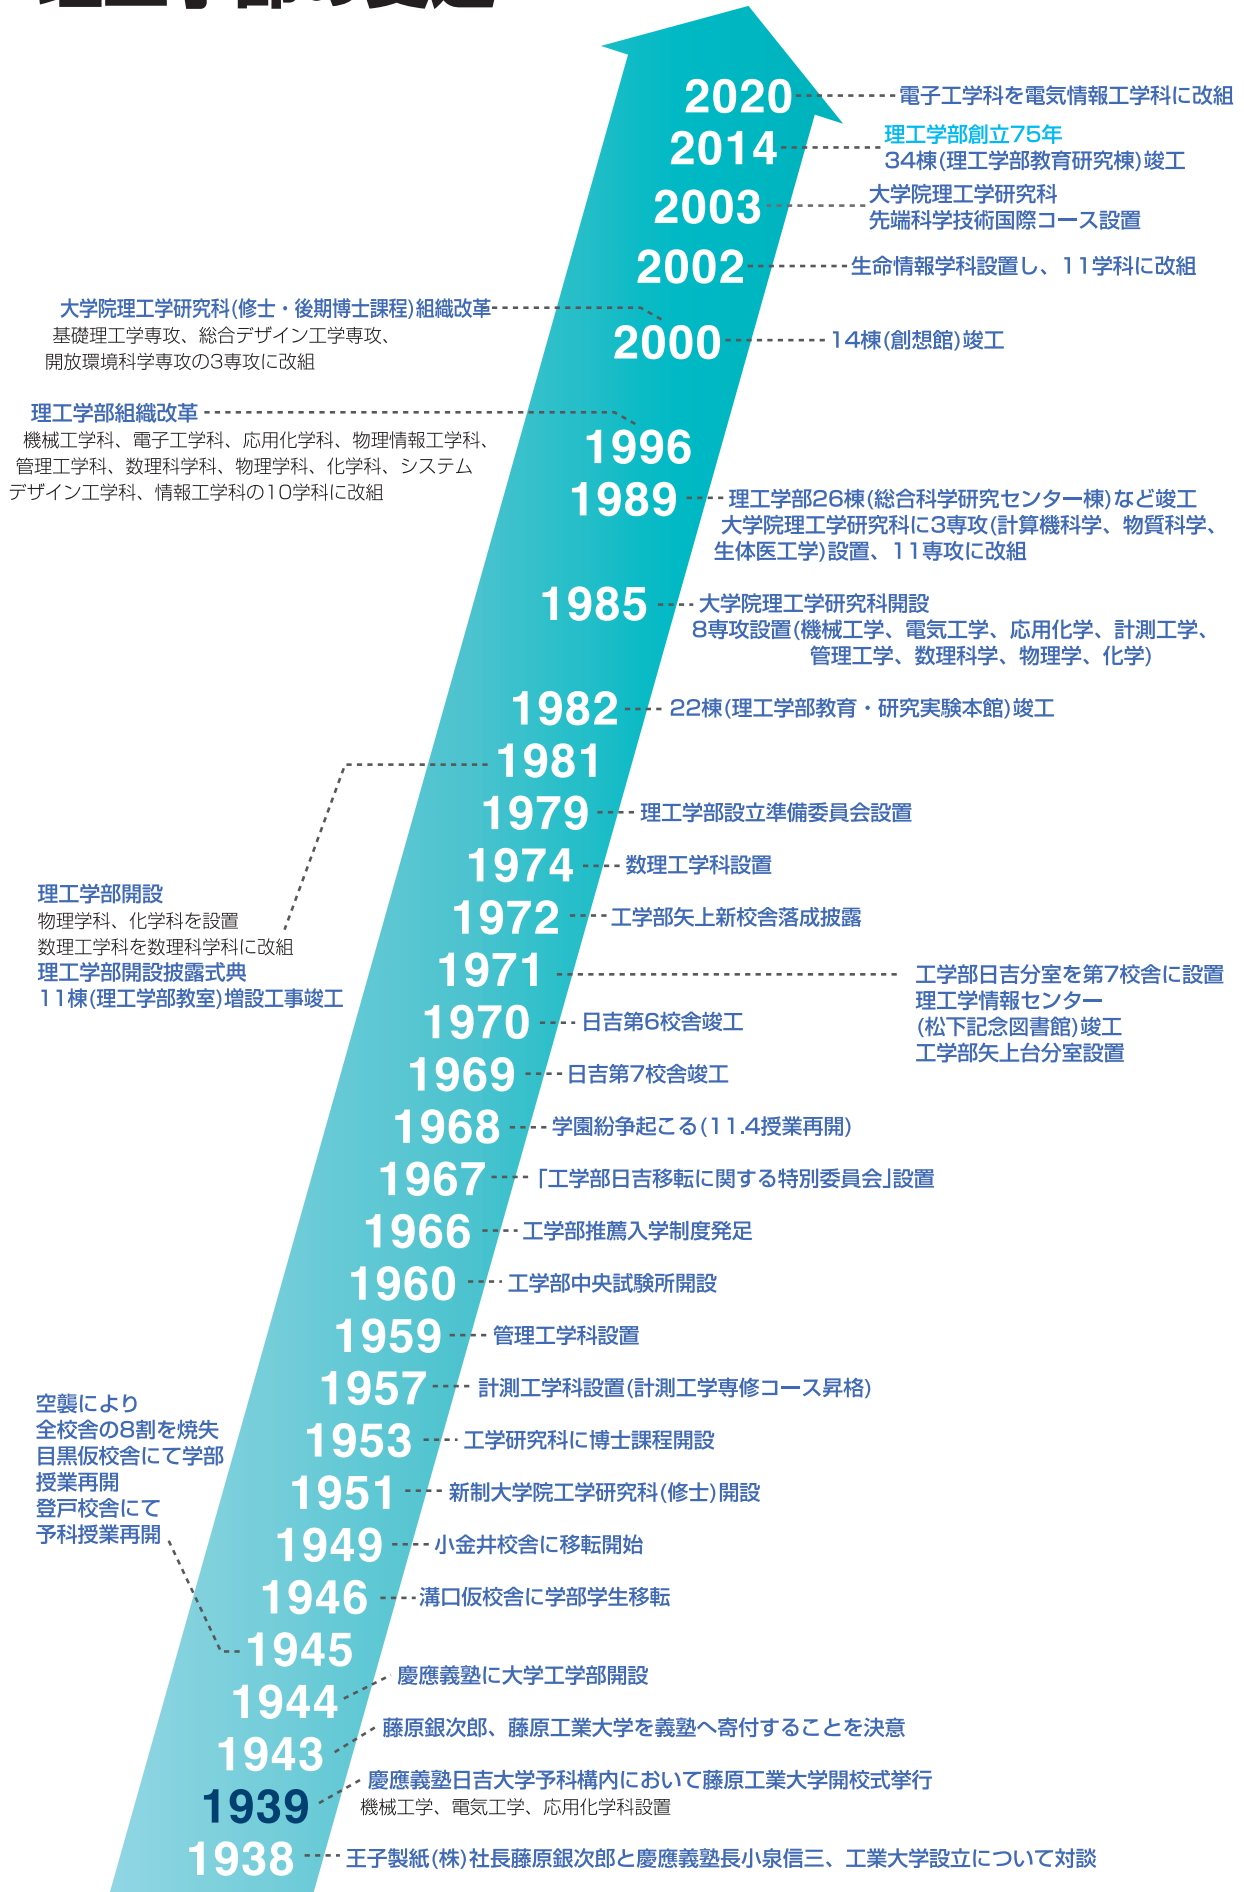 2020
電子工学科を電気情報工学科に改組
2014
理工学部創立75年
34棟(理工学部教育研究棟)竣工
2003
大学院理工学研究科
先端科学技術国際コース設置
2002
生命情報学科設置し、11学科に改組
大学院理工学研究科(修士・後期博士課程)組織改革
基礎理工学専攻、総合デザイン工学専攻、
開放環境科学専攻の3専攻に改組
2000
14棟(創想館)竣工
理工学部組織改革
機械工学科、電子工学科、応用化学科、物理情報工学科、
管理工学科、数理科学科、物理学科、化学科、システム
デザイン工学科、情報工学科の10学科に改組
1996
1989
理工学部26棟(総合科学研究センター棟)など竣工
大学院理工学研究科に3専攻(計算機科学、物質科学、
生体医工学)設置、11専攻に改組
1985
大学院理工学研究科開設
8専攻設置(機械工学、電気工学、応用化学、計測工学、
管理工学、数理科学、物理学、化学)
1982
22棟(理工学部教育・研究実験本館)竣工
1981
理工学部開設
物理学科、化学科を設置
数理工学科を数理科学科に改組
理工学部開設披露式典
11棟(理工学部教室)増設工事竣工
1979
理工学部設立準備委員会設置
1974
数理工学科設置
1972
工学部矢上新校舎落成披露
1971
工学部日吉分室を第7校舎に設置
理工学情報センター
(松下記念図書館)竣工
工学部矢上台分室設置
1970
日吉第6校舎竣工
1969
日吉第7校舎竣工
1968
学園紛争起こる(11.4授業再開)
1967
「工学部日吉移転に関する特別委員会」設置
1966
工学部推薦入学制度発足
1960
工学部中央試験所開設
1959
管理工学科設置
1957
計測工学科設置(計測工学専修コース昇格)
1953
工学研究科に博士課程開設
1951
新制大学院工学研究科(修士)開設
1949
小金井校舎に移転開始
1946
溝口仮校舎に学部学生移転
空襲により
全校舎の8割を焼失
目黒仮校舎にて学部
授業再開
登戸校舎にて
予科授業再開
1945
1944
慶應義塾に大学工学部開設
1943
藤原銀次郎、藤原工業大学を義塾へ寄付することを決意
1939
慶應義塾日吉大学予科構内において藤原工業大学開校式挙行
機械工学、電気工学、応用化学科設置
1938
王子製紙(株)社長藤原銀次郎と慶應義塾長小泉信三、工業大学設立について対談